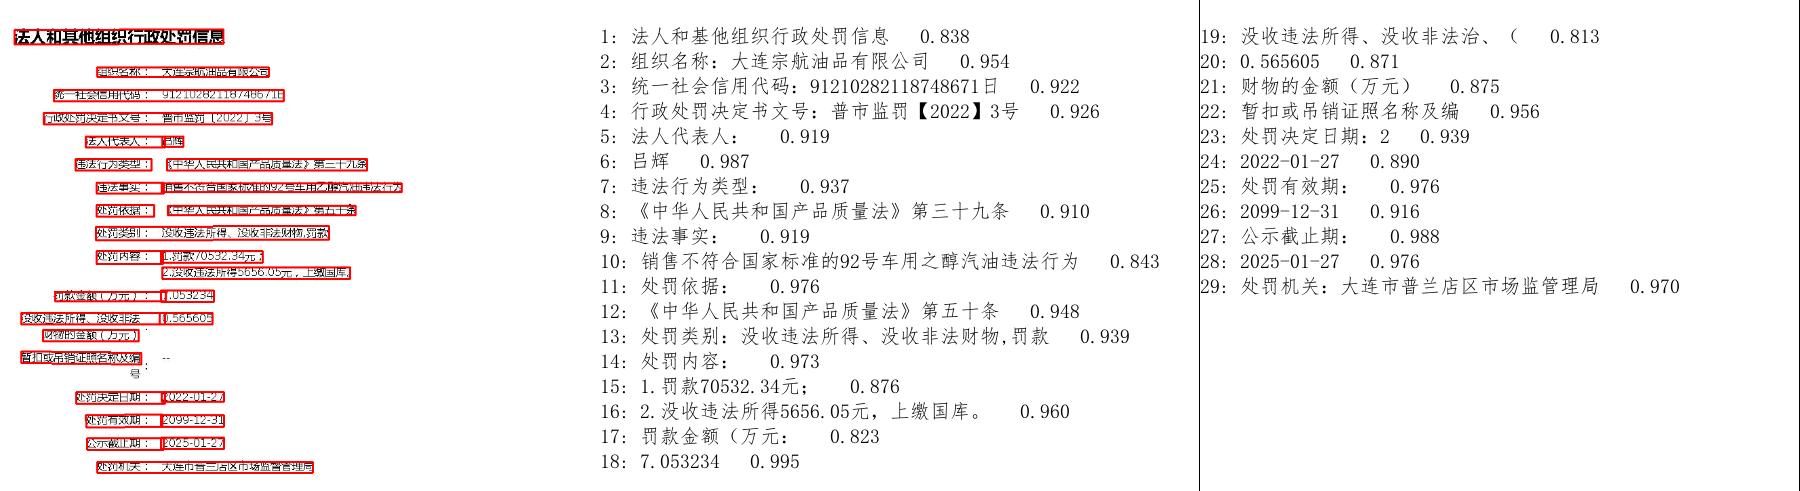 法人和其他组织行政处罚信息
组织名称： 大连宗航油品有限公司
统一社会信用代码： 91210282118748671B
行政处罚决定书文号： 普市监罚〔2022〕3号
法人代表人： 吕辉
违法行为类型： 《中华人民共和国产品质量法》第三十九条
违法事实： 销售不符合国家标准的92号车用乙醇汽油违法行为
处罚依据： 《中华人民共和国产品质量法》第五十条
处罚类别： 没收违法所得、没收非法财物,罚款
处罚内容： 1.罚款70532.34元；
2.没收违法所得5656.05元，上缴国库。
罚款金额（万元）： 7.053234
没收违法所得、没收非法 ： 0.565605
财物的金额（万元）
暂扣或吊销证照名称及编 ： --
号
处罚决定日期： 2022-01-27
处罚有效期： 2099-12-31
公示截止期： 2025-01-27
处罚机关： 大连市普兰店区市场监督管理局
1: 法人和基他组织行政处罚信息 0.838
2: 组织名称: 大连宗航油品有限公司 0.954
3: 统一社会信用代码: 91210282118748671日 0.922
4: 行政处罚决定书文号: 普市监罚【2022】3号 0.926
5: 法人代表人: 0.919
6: 吕辉 0.987
7: 违法行为类型: 0.937
8: 《中华人民共和国产品质量法》第三十九条 0.910
9: 违法事实: 0.919
10: 销售不符合国家标准的92号车用之醇汽油违法行为 0.843
11: 处罚依据: 0.976
12: 《中华人民共和国产品质量法》第五十条 0.948
13: 处罚类别: 没收违法所得、没收非法财物,罚款 0.939
14: 处罚内容: 0.973
15: 1.罚款70532.34元; 0.876
16: 2.没收违法所得5656.05元，上缴国库。 0.960
17: 罚款金额（万元: 0.823
18: 7.053234 0.995
19: 没收违法所得、没收非法治、（ 0.813
20: 0.565605 0.871
21: 财物的金额（万元） 0.875
22: 暂扣或吊销证照名称及编 0.956
23: 处罚决定日期: 2 0.939
24: 2022-01-27 0.890
25: 处罚有效期: 0.976
26: 2099-12-31 0.916
27: 公示截止期: 0.988
28: 2025-01-27 0.976
29: 处罚机关: 大连市普兰店区市场监管理局 0.970